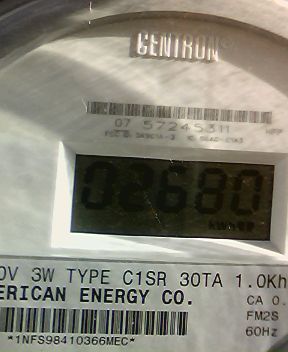 CENTRON®
07 57245311
02680
0V 3W TYPE C1SR 30TA 1.0Kh
ERICAN ENERGY CO.
CA 0.
FM2S
*1NFS98410366MEC*
60Hz